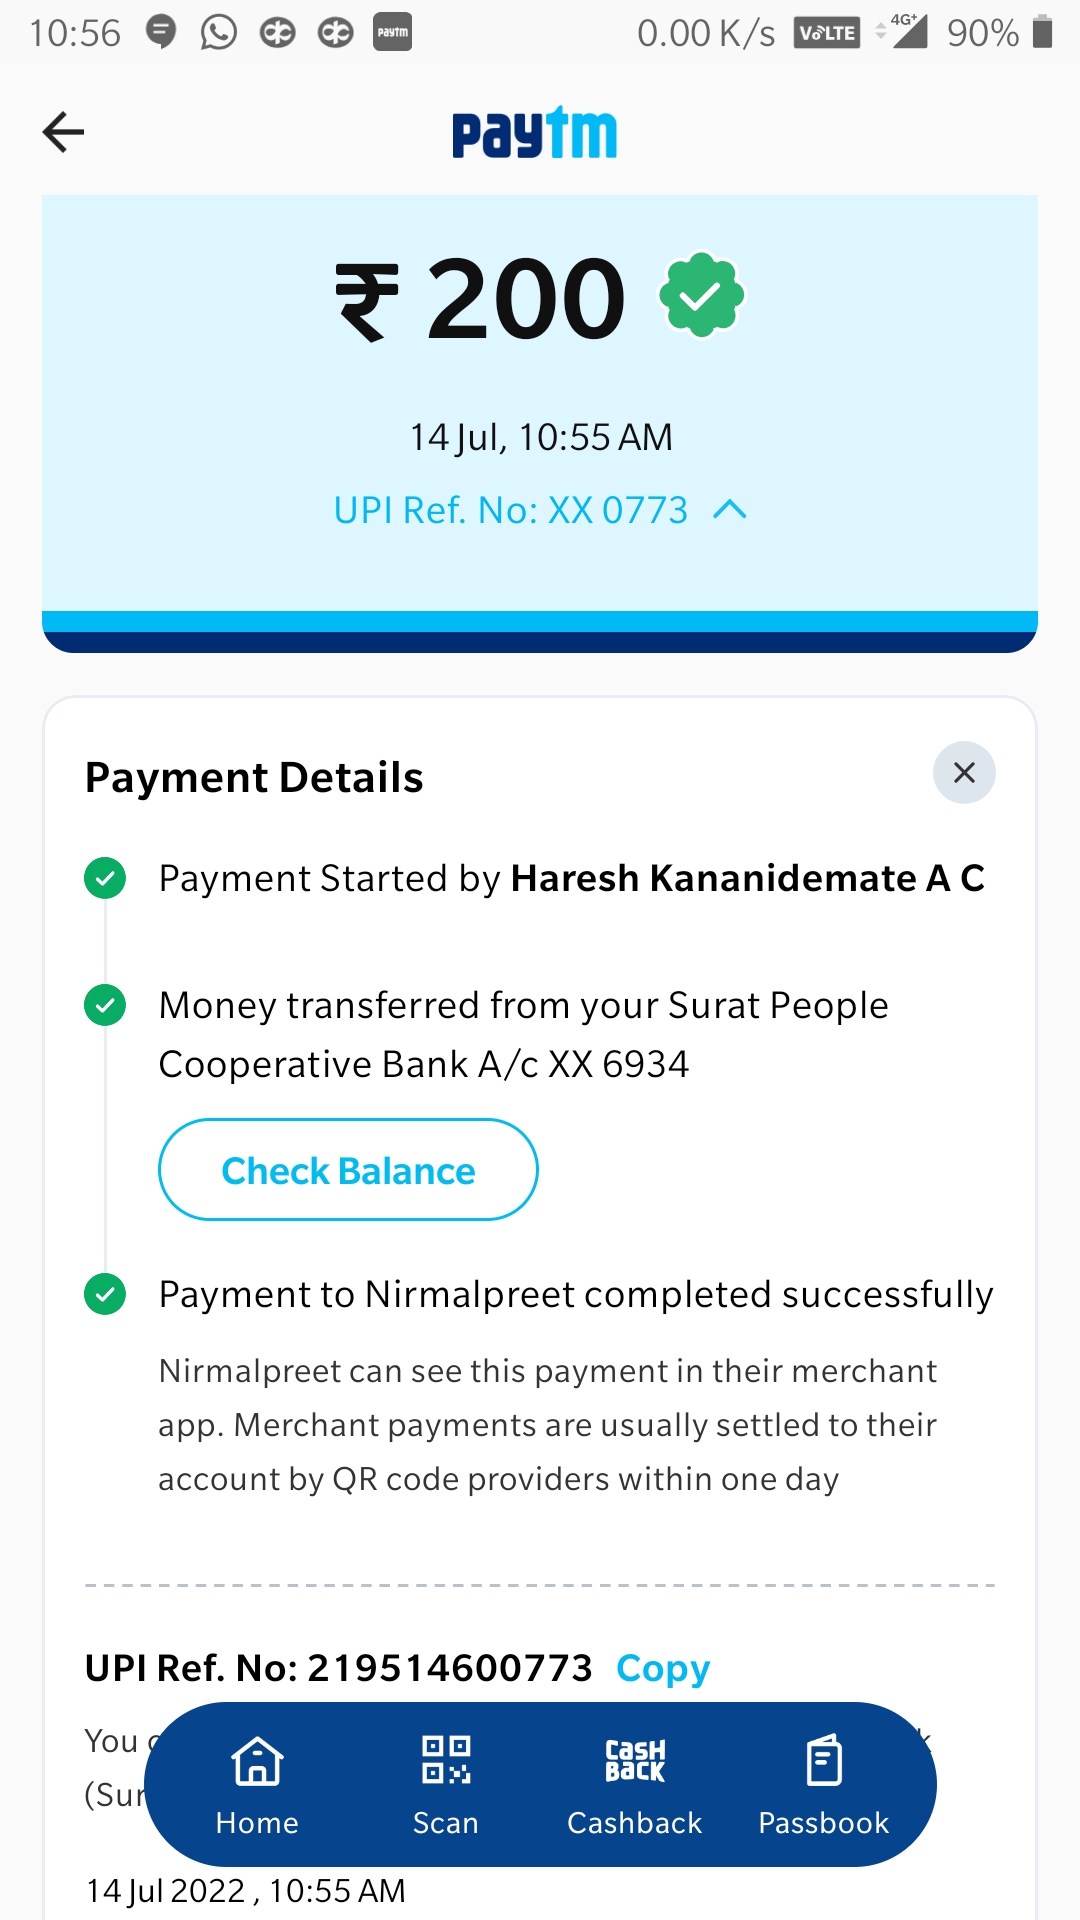 10:56 paytm 0.00 K/s VoLTE 4G+ 90%
paytm
₹ 200
14 Jul, 10:55 AM
UPI Ref. No: XX 0773
Payment Details
Payment Started by Haresh Kananidemate A C
Money transferred from your Surat People
Cooperative Bank A/c XX 6934
Check Balance
Payment to Nirmalpreet completed successfully
Nirmalpreet can see this payment in their merchant
app. Merchant payments are usually settled to their
account by QR code providers within one day
UPI Ref. No: 219514600773 Copy
You
(Sur
CASH BACK
Home Scan Cashback Passbook
14 Jul 2022 , 10:55 AM